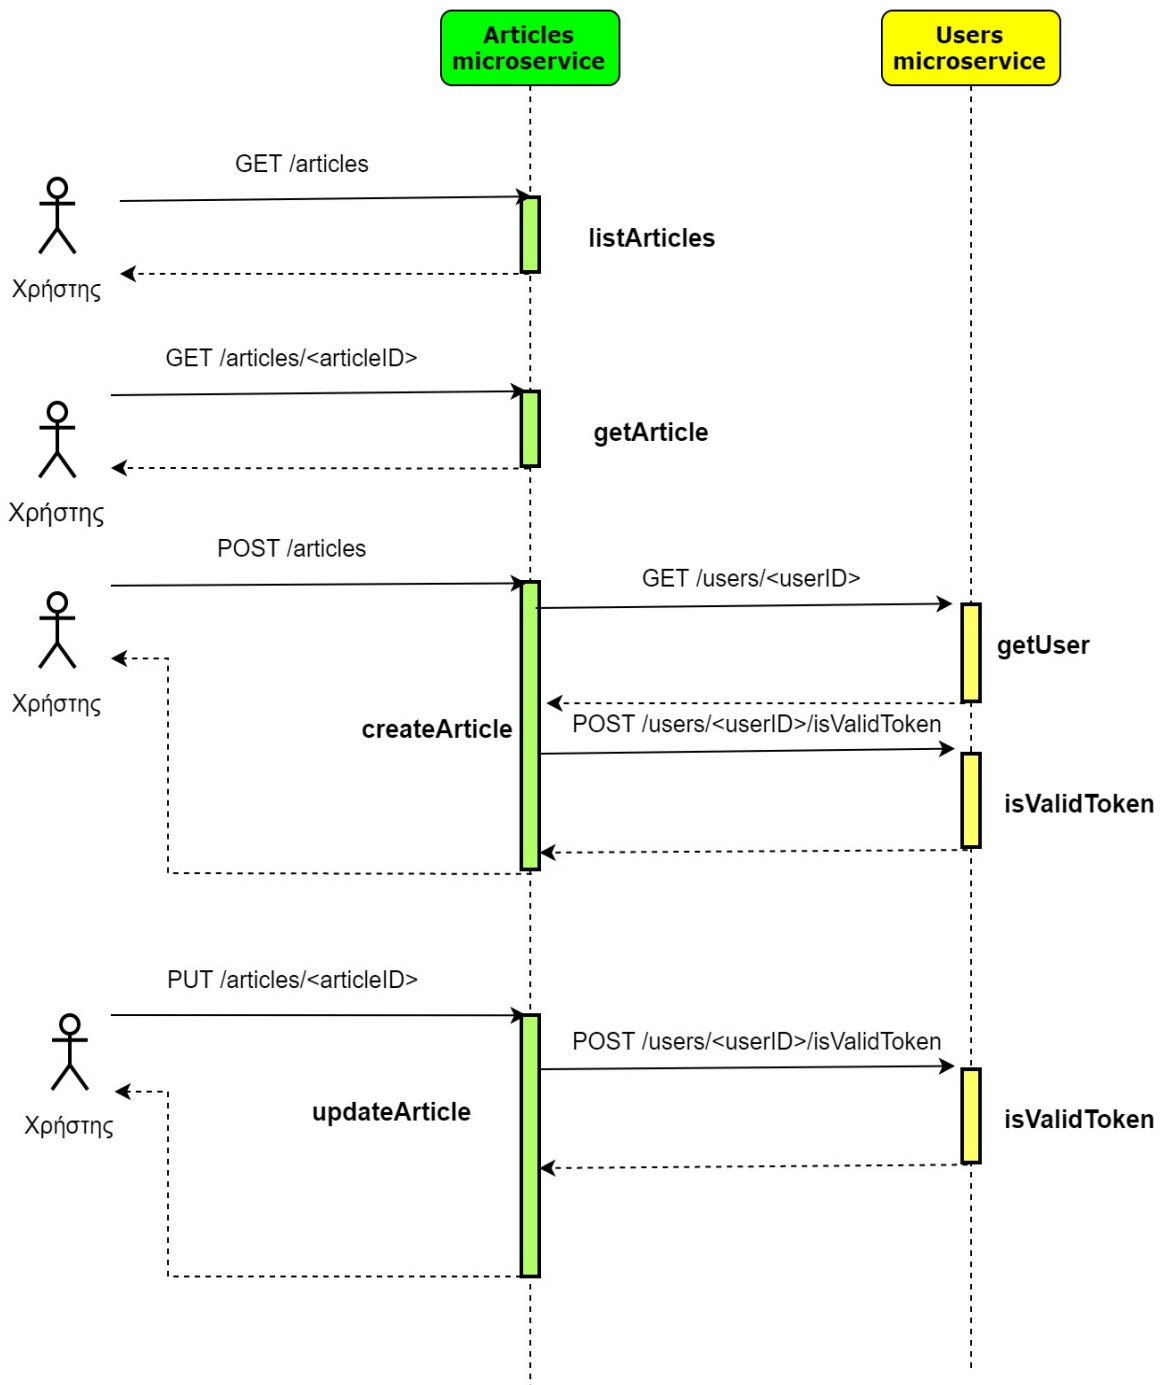 Articles
microservice
Users
microservice
GET /articles
listArticles
Χρήστης
GET /articles/<articleID>
getArticle
Χρήστης
POST /articles
GET /users/<userID>
getUser
Χρήστης
createArticle
POST /users/<userID>/isValidToken
isValidToken
PUT /articles/<articleID>
POST /users/<userID>/isValidToken
updateArticle
isValidToken
Χρήστης